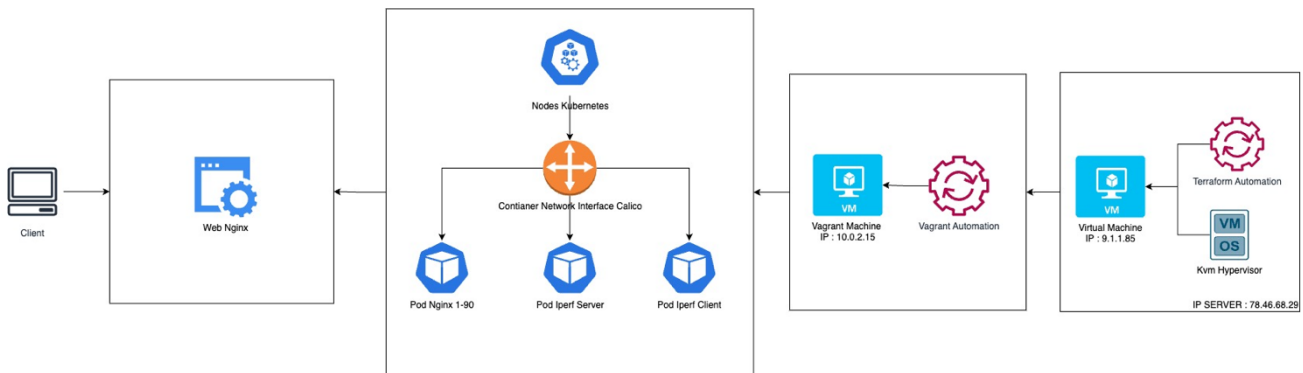 Client
Web Nginx
Nodes Kubernetes
Contianer Network Interface Calico
Pod Nginx 1-90
Pod Iperf Server
Pod Iperf Client
VM
Vagrant Machine
IP : 10.0.2.15
Vagrant Automation
VM
Virtual Machine
IP : 9.1.1.85
Terraform Automation
VM
OS
Kvm Hypervisor
IP SERVER : 78.46.68.29